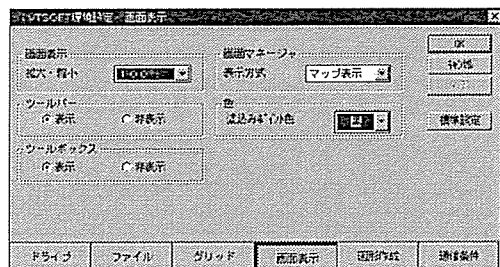 環境設定 - 画面表示
画面表示
拡大・縮小
画面マネージャ
表示方式 マップ表示
OK
キャンセル
ツールバー
表示 非表示
色
標準設定
ツールボックス
表示 非表示
ドライブ ファイル グリッド 画面表示 図形作成 通信条件